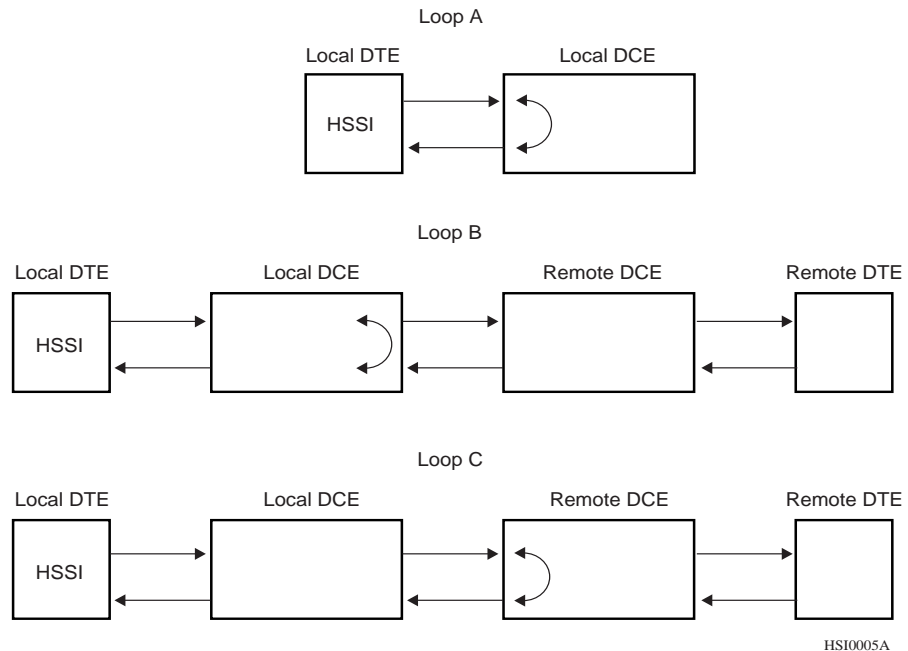 Loop A
Local DTE Local DCE
HSSI
Loop B
Local DTE Local DCE Remote DCE Remote DTE
HSSI
Loop C
Local DTE Local DCE Remote DCE Remote DTE
HSSI
HSI0005A